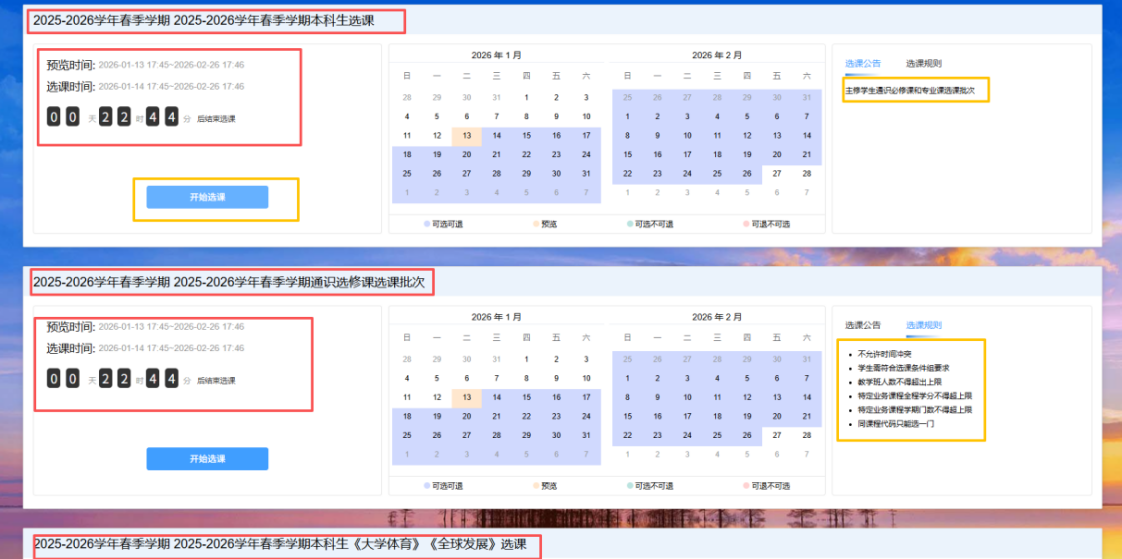 2025-2026学年春季学期 2025-2026学年春季学期本科生选课
预览时间: 2026-01-13 17:45~2026-02-26 17:46
选课时间: 2026-01-14 17:45~2026-02-26 17:46
00 天 22 时 44 分 后结束选课
开始选课
2026 年 1 月
日 一 二 三 四 五 六
28 29 30 31 1 2 3
4 5 6 7 8 9 10
11 12 13 14 15 16 17
18 19 20 21 22 23 24
25 26 27 28 29 30 31
1 2 3 4 5 6 7
2026 年 2 月
日 一 二 三 四 五 六
25 26 27 28 29 30 31
1 2 3 4 5 6 7
8 9 10 11 12 13 14
15 16 17 18 19 20 21
22 23 24 25 26 27 28
1 2 3 4 5 6 7
可选可退 预览 可选不可退 可退不可选
选课公告 选课规则
主修学生通识必修课和专业课选课批次
2025-2026学年春季学期 2025-2026学年春季学期通识选修课选课批次
预览时间: 2026-01-13 17:45~2026-02-26 17:46
选课时间: 2026-01-14 17:45~2026-02-26 17:46
00 天 22 时 44 分 后结束选课
开始选课
2026 年 1 月
日 一 二 三 四 五 六
28 29 30 31 1 2 3
4 5 6 7 8 9 10
11 12 13 14 15 16 17
18 19 20 21 22 23 24
25 26 27 28 29 30 31
1 2 3 4 5 6 7
2026 年 2 月
日 一 二 三 四 五 六
25 26 27 28 29 30 31
1 2 3 4 5 6 7
8 9 10 11 12 13 14
15 16 17 18 19 20 21
22 23 24 25 26 27 28
1 2 3 4 5 6 7
可选可退 预览 可选不可退 可退不可选
选课公告 选课规则
不允许时间冲突
学生需符合选课条件组要求
教学班人数不得超出上限
特定业务课程全程学分不得超上限
特定业务课程学期门数不得超上限
同课程代码只能选一门
2025-2026学年春季学期 2025-2026学年春季学期本科生《大学体育》《全球发展》选课